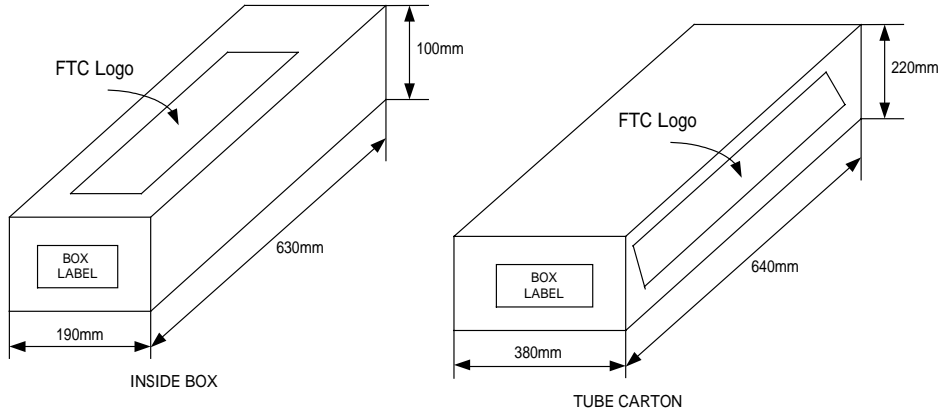 FTC Logo
100mm
BOX
LABEL
630mm
190mm
INSIDE BOX
220mm
FTC Logo
640mm
BOX
LABEL
380mm
TUBE CARTON